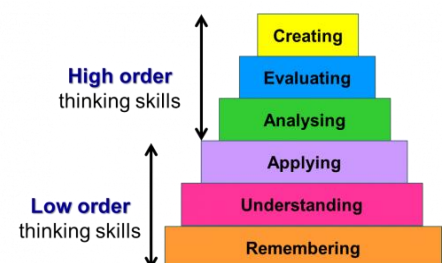 Creating
High order
thinking skills
Evaluating
Analysing
Applying
Low order
thinking skills
Understanding
Remembering